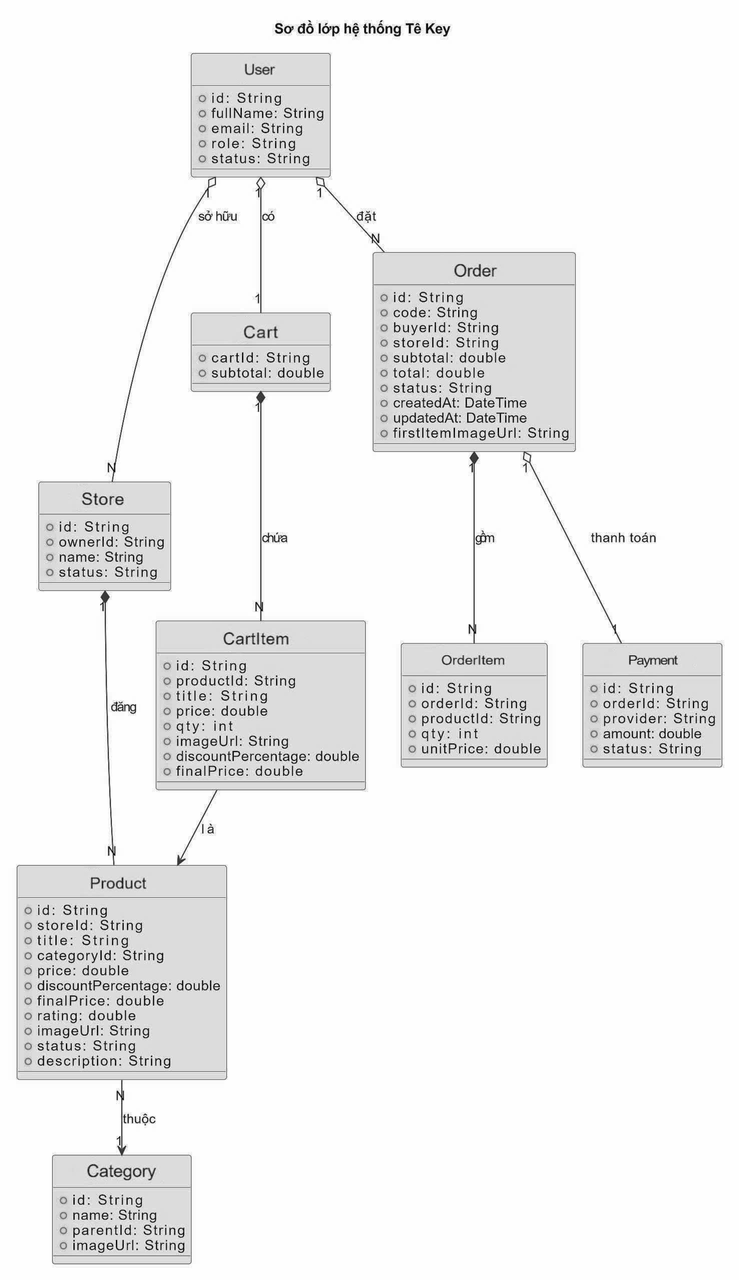 Sơ đồ lớp hệ thống Tê Key
User
id: String
fullName: String
email: String
role: String
status: String
1
1
1
sở hữu
có
đặt
N
Order
id: String
code: String
buyerId: String
storeId: String
subtotal: double
total: double
status: String
createdAt: DateTime
updatedAt: DateTime
firstItemImageUrl: String
1
Cart
cartId: String
subtotal: double
1
1
1
N
Store
id: String
ownerId: String
name: String
status: String
1
chứa
gồm
thanh toán
N
N
1
CartItem
id: String
productId: String
title: String
price: double
qty: int
imageUrl: String
discountPercentage: double
finalPrice: double
OrderItem
id: String
orderId: String
productId: String
qty: int
unitPrice: double
Payment
id: String
orderId: String
provider: String
amount: double
status: String
đăng
là
N
Product
id: String
storeId: String
title: String
categoryId: String
price: double
discountPercentage: double
finalPrice: double
rating: double
imageUrl: String
status: String
description: String
N
thuộc
1
Category
id: String
name: String
parentId: String
imageUrl: String